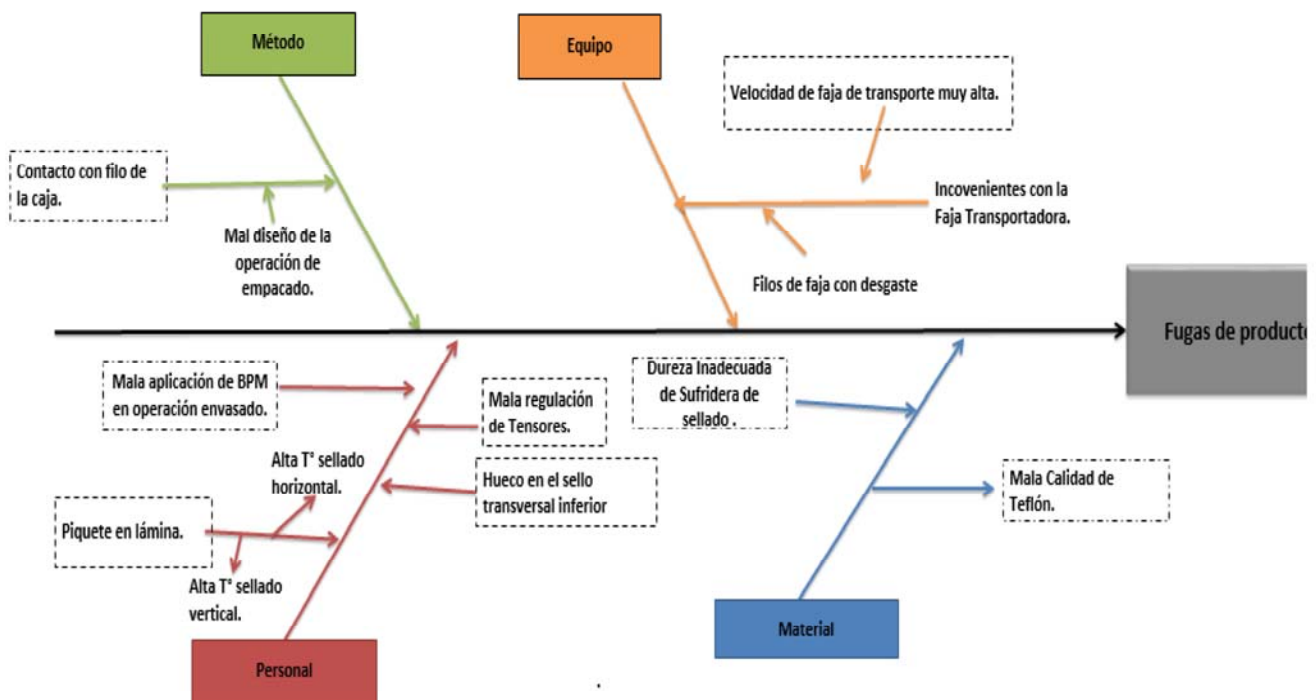 Método
Equipo
Velocidad de faja de transporte muy alta.
Contacto con filo de
la caja.
Incovenientes con la
Faja Transportadora.
Mal diseño de la
operación de
empacado.
Filos de faja con desgaste
Fugas de producto
Mala aplicación de BPM
en operación envasado.
Mala regulación
de Tensores.
Dureza Inadecuada
de Sufridera de
sellado .
Alta T° sellado
horizontal.
Hueco en el sello
transversal inferior
Piquete en lámina.
Alta T° sellado
vertical.
Mala Calidad de
Teflón.
Personal
Material